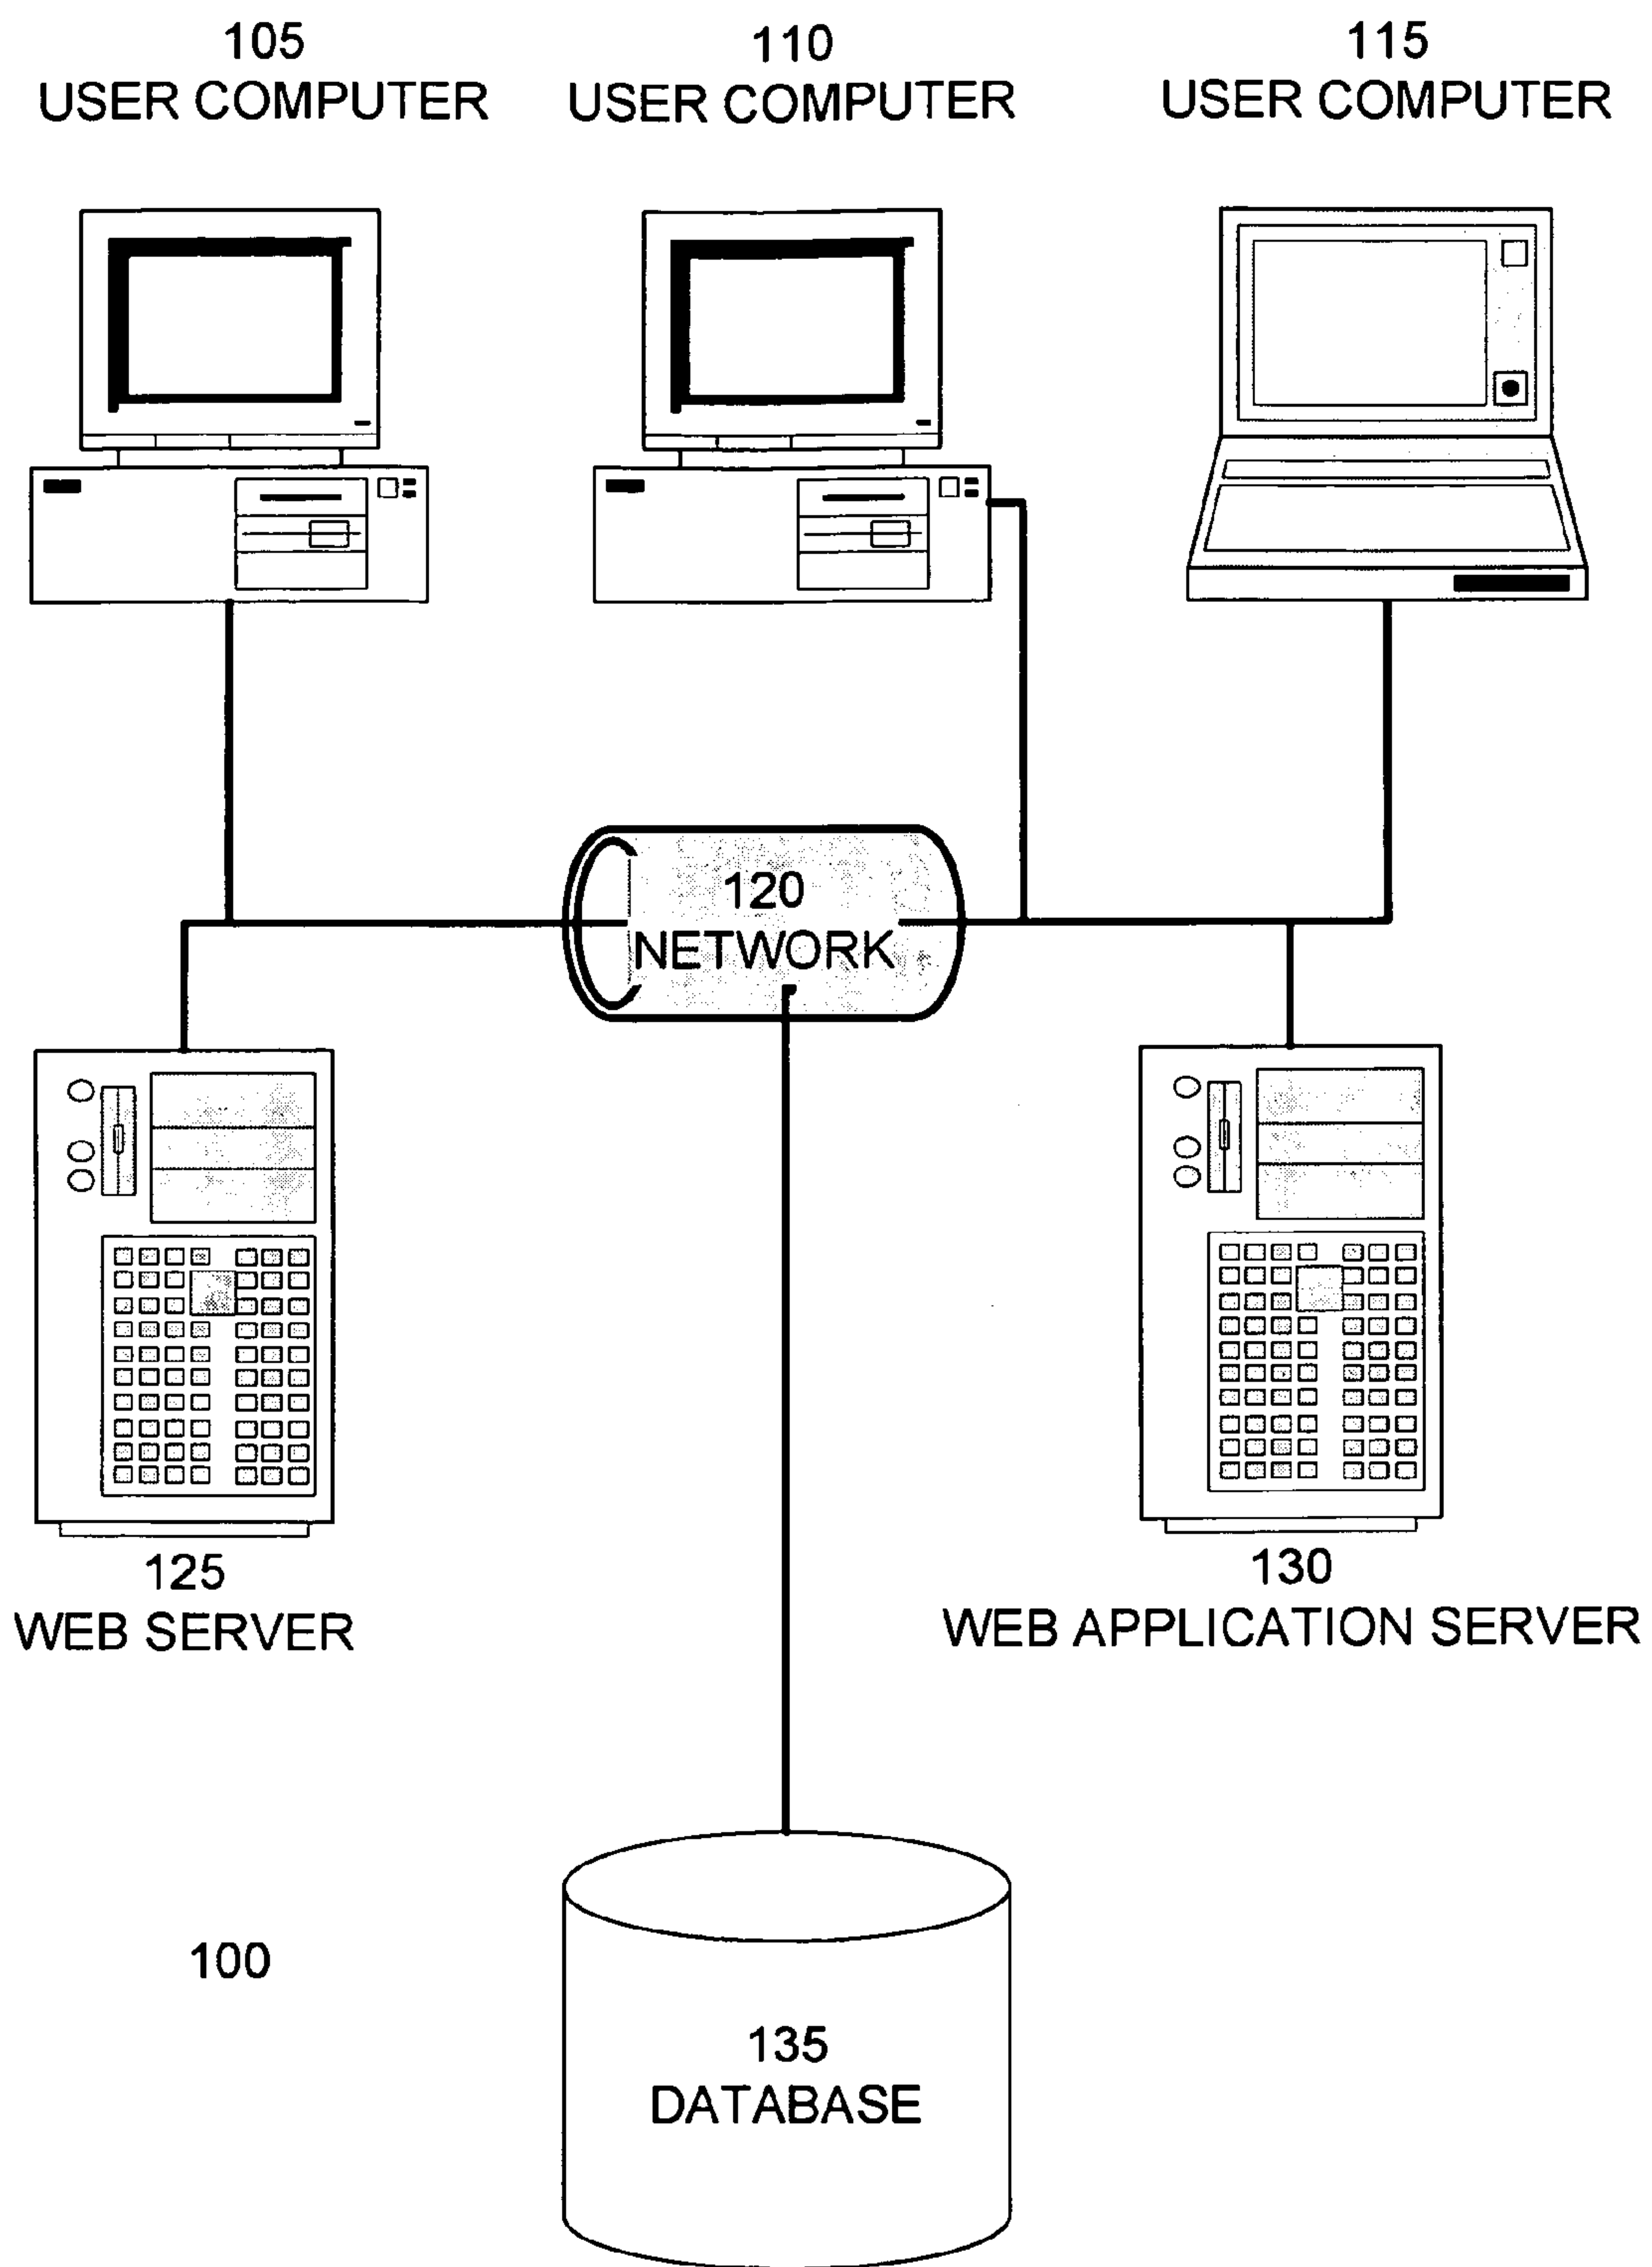 105
USER COMPUTER
110
USER COMPUTER
115
USER COMPUTER
120
NETWORK
125
WEB SERVER
130
WEB APPLICATION SERVER
100
135
DATABASE